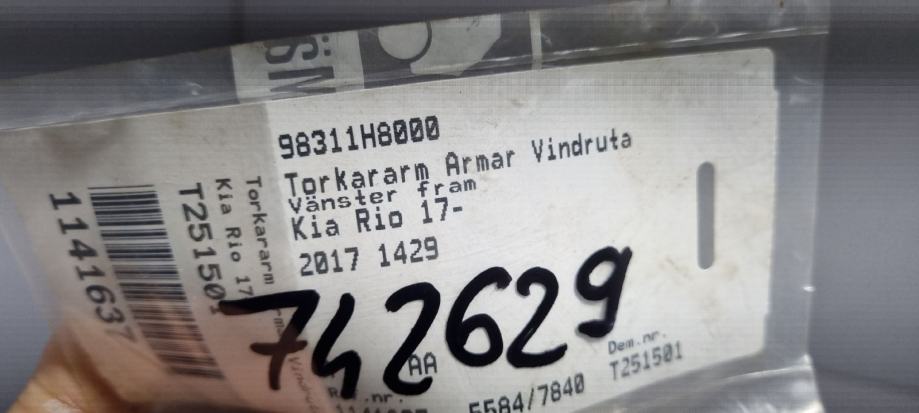 98311H8000
Torkararm Armar Vindruta
Vänster fram
Kia Rio 17-
2017 1429
742629
AA
Dem.nr.
5584/7840
T251501
Torkararm
Kia Rio 17
T251501